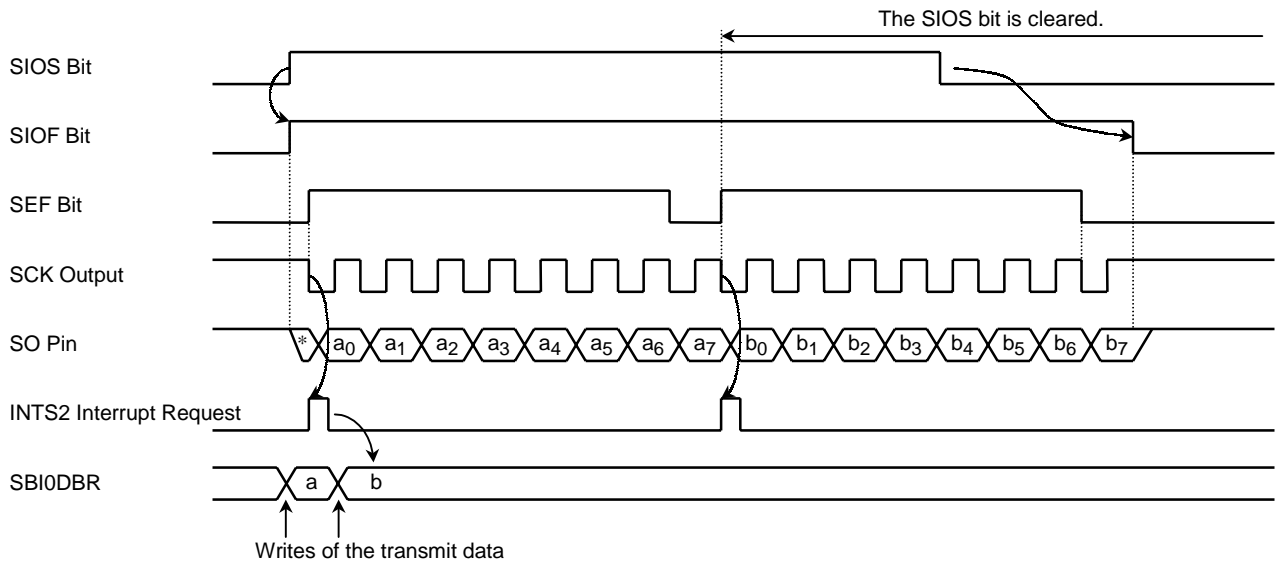 The SIOS bit is cleared.
SIOS Bit
SIOF Bit
SEF Bit
SCK Output
SO Pin * a0 a1 a2 a3 a4 a5 a6 a7 b0 b1 b2 b3 b4 b5 b6 b7
INTS2 Interrupt Request
SBI0DBR a b
Writes of the transmit data